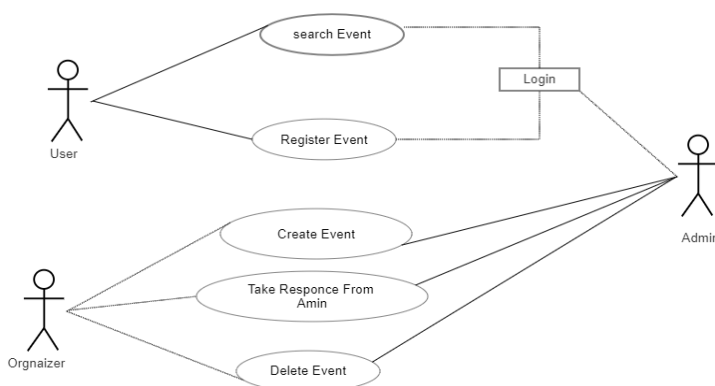 search Event
Login
Register Event
User
Admin
Create Event
Take Responce From
Amin
Orgnaizer
Delete Event